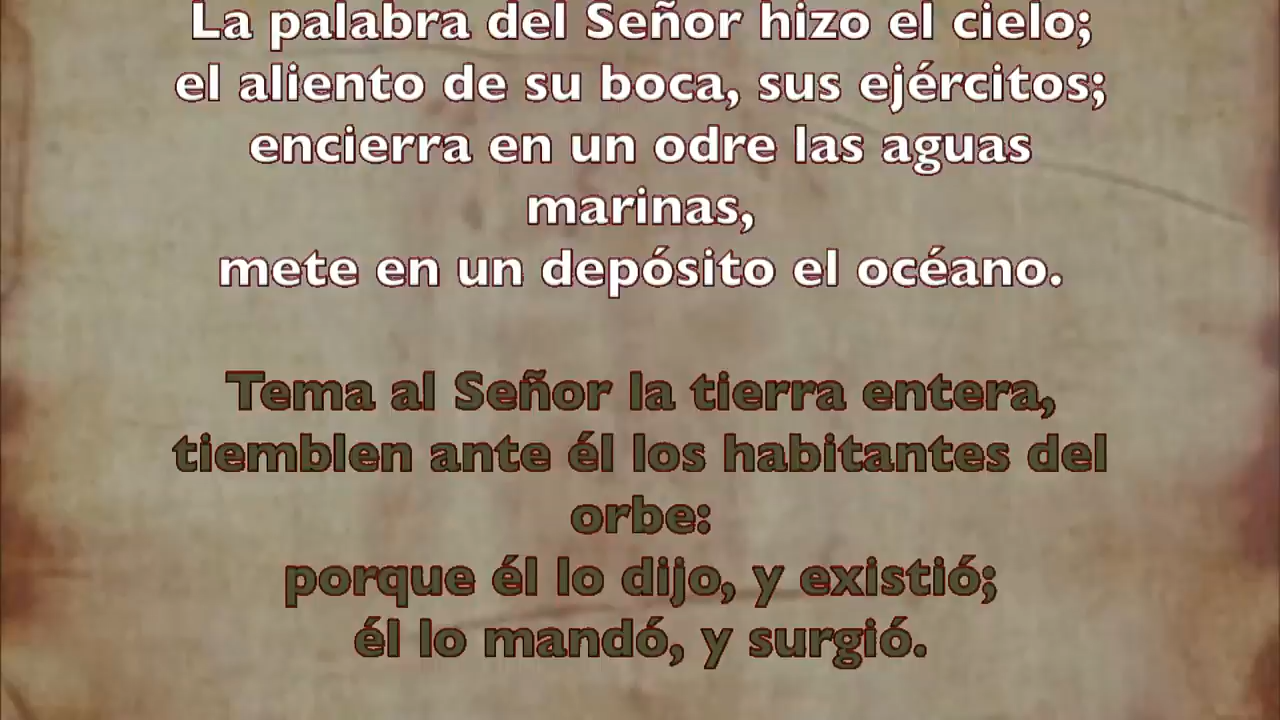 La palabra del Señor hizo el cielo;
el aliento de su boca, sus ejércitos;
encierra en un odre las aguas
marinas,
mete en un depósito el océano.
Tema al Señor la tierra entera,
tiemblen ante él los habitantes del
orbe:
porque él lo dijo, y existió;
él lo mandó, y surgió.